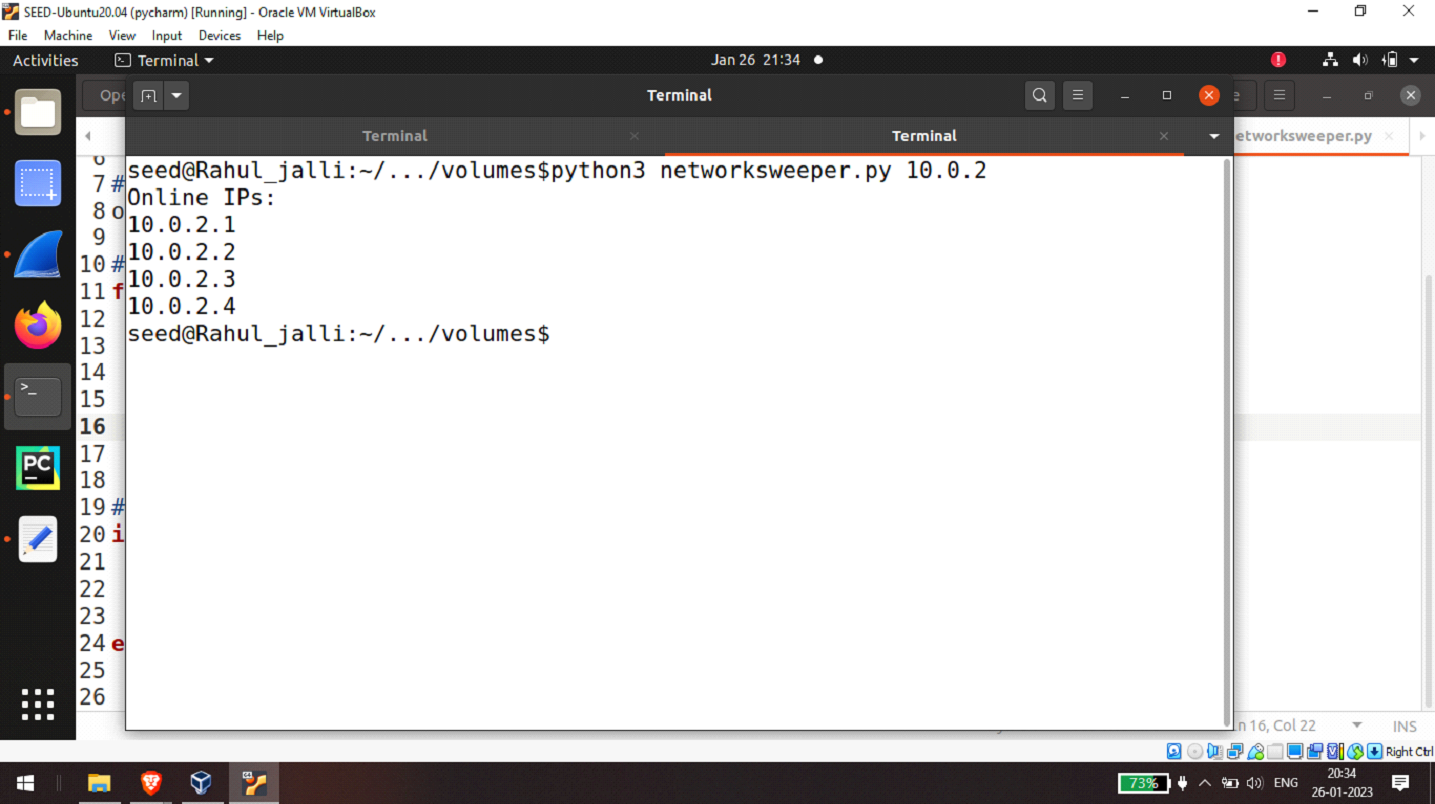 SEED-Ubuntu20.04 (pycharm) [Running] - Oracle VM VirtualBox
File Machine View Input Devices Help
Activities Terminal Jan 26 21:34
Ope Terminal e
Terminal Terminal etworksweeper.py
6
7 #
8 o
9
10 #
11 f
12
13
14
15
16
17
18
19 #
20 i
21
22
23
24 e
25
26
seed@Rahul_jalli:~/.../volumes$python3 networksweeper.py 10.0.2
Online IPs:
10.0.2.1
10.0.2.2
10.0.2.3
10.0.2.4
seed@Rahul_jalli:~/.../volumes$
>_
PC
n 16, Col 22 INS
Right Ctrl
64
73% ENG
20:34
26-01-2023